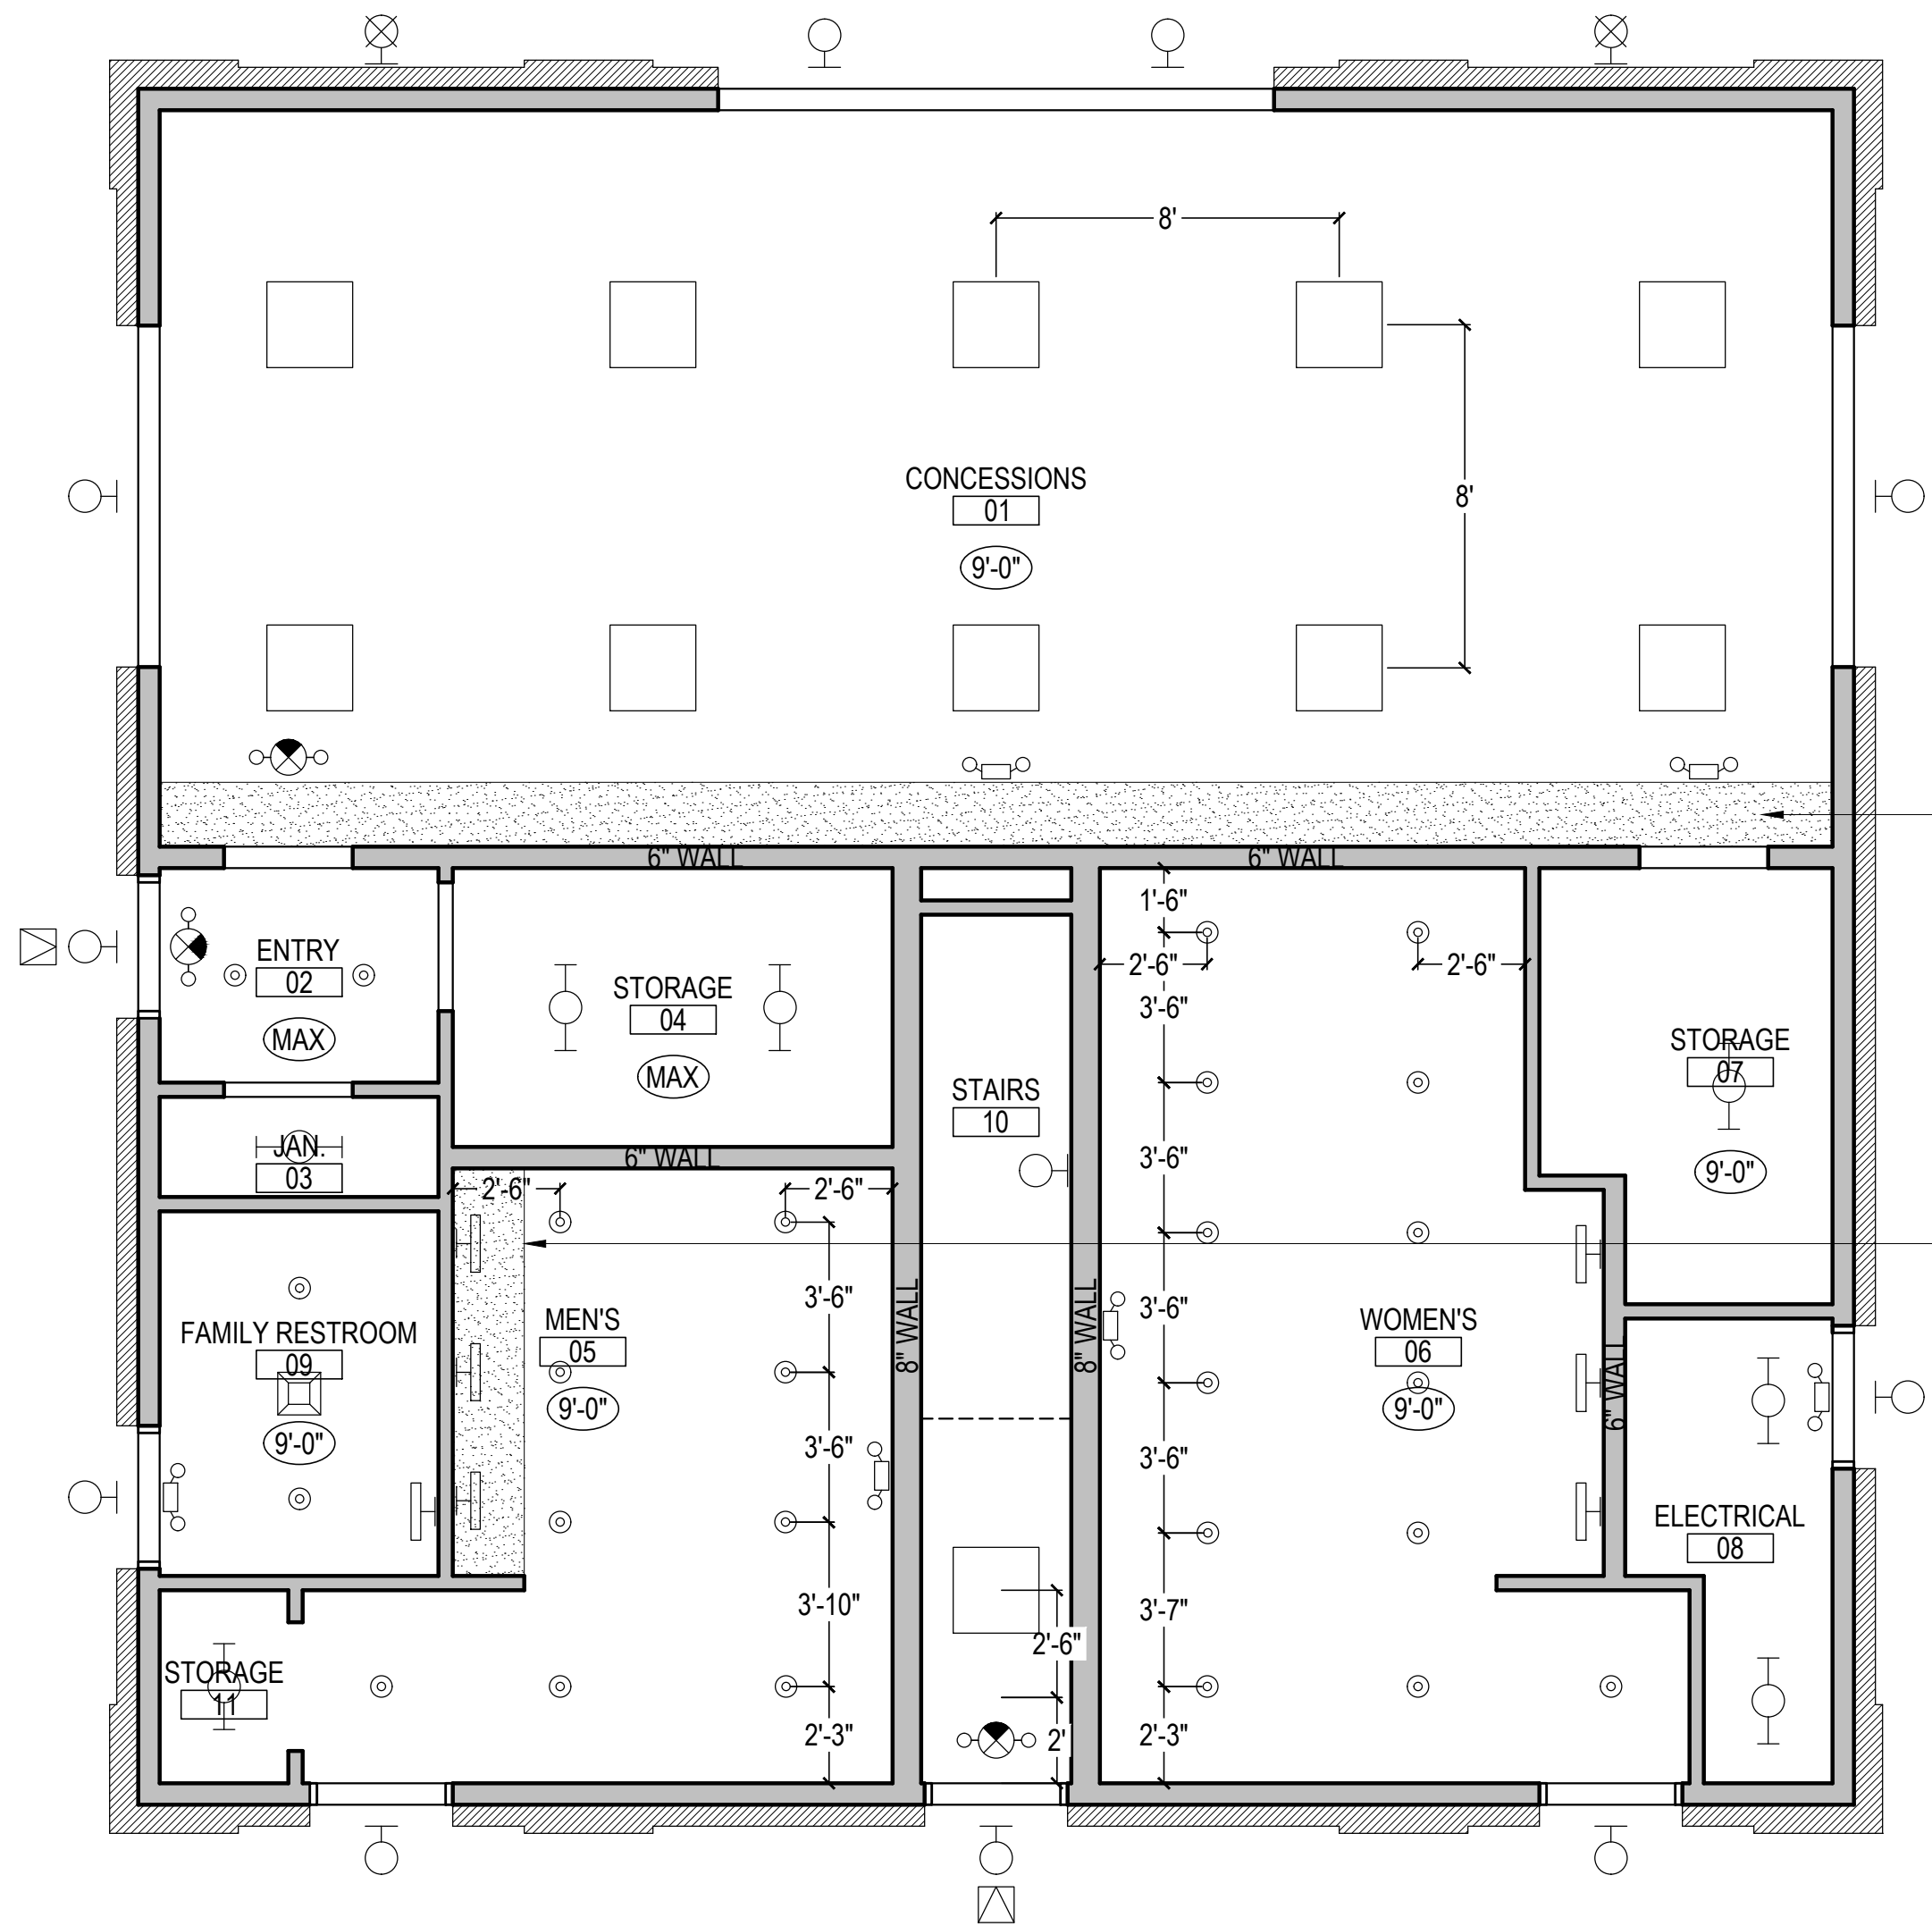 8'
CONCESSIONS
01
8'
9'-0"
6" WALL
6" WALL
1'-6"
ENTRY
02
MAX
STORAGE
04
MAX
2'-6"
2'-6"
3'-6"
STORAGE
07
9'-0"
STAIRS
10
JAN.
03
6" WALL
3'-6"
2'-6"
2'-6"
3'-6"
3'-6"
FAMILY RESTROOM
09
9'-0"
MEN'S
05
9'-0"
8" WALL
8" WALL
WOMEN'S
06
9'-0"
6" WALL
3'-6"
3'-6"
ELECTRICAL
08
3'-10"
3'-7"
2'-6"
STORAGE
11
2'-3"
2'
2'-3"